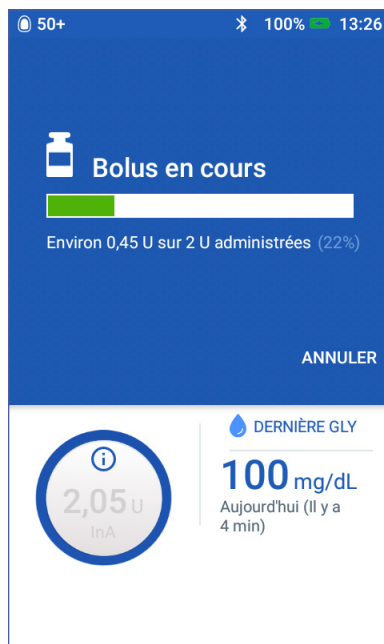 50+ 100% 13:26
Bolus en cours
Environ 0,45 U sur 2 U administrées (22%)
ANNULER
2,05 U
InA
DERNIÈRE GLY
100 mg/dL
Aujourd'hui (Il y a
4 min)